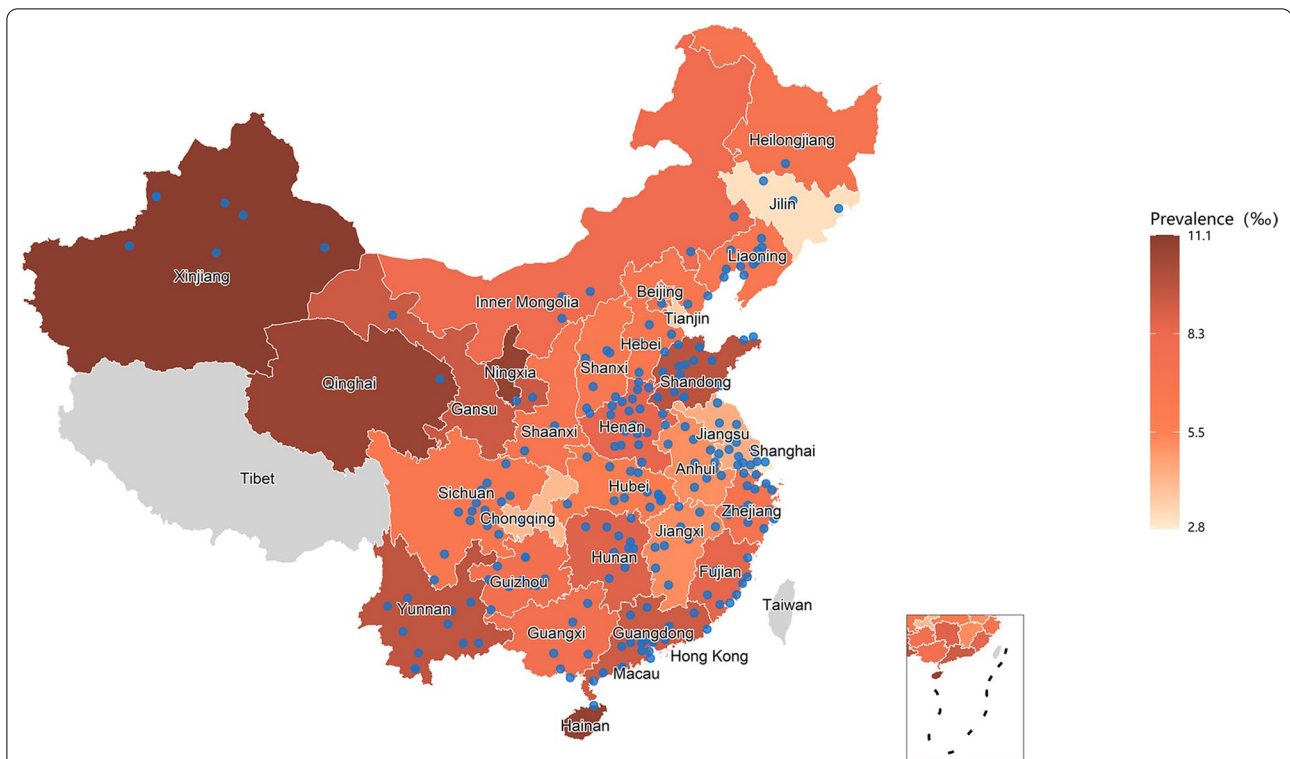 Heilongjiang
Jilin
Liaoning
Xinjiang
Inner Mongolia
Beijing
Tianjin
Hebei
Shanxi
Ningxia
Qinghai
Shandong
Gansu
Shaanxi
Henan
Jiangsu
Shanghai
Anhui
Tibet
Sichuan
Hubei
Chongqing
Zhejiang
Jiangxi
Hunan
Fujian
Guizhou
Yunnan
Taiwan
Guangxi
Guangdong
Hong Kong
Macau
Hainan
Prevalence (‰)
11.1
8.3
5.5
2.8